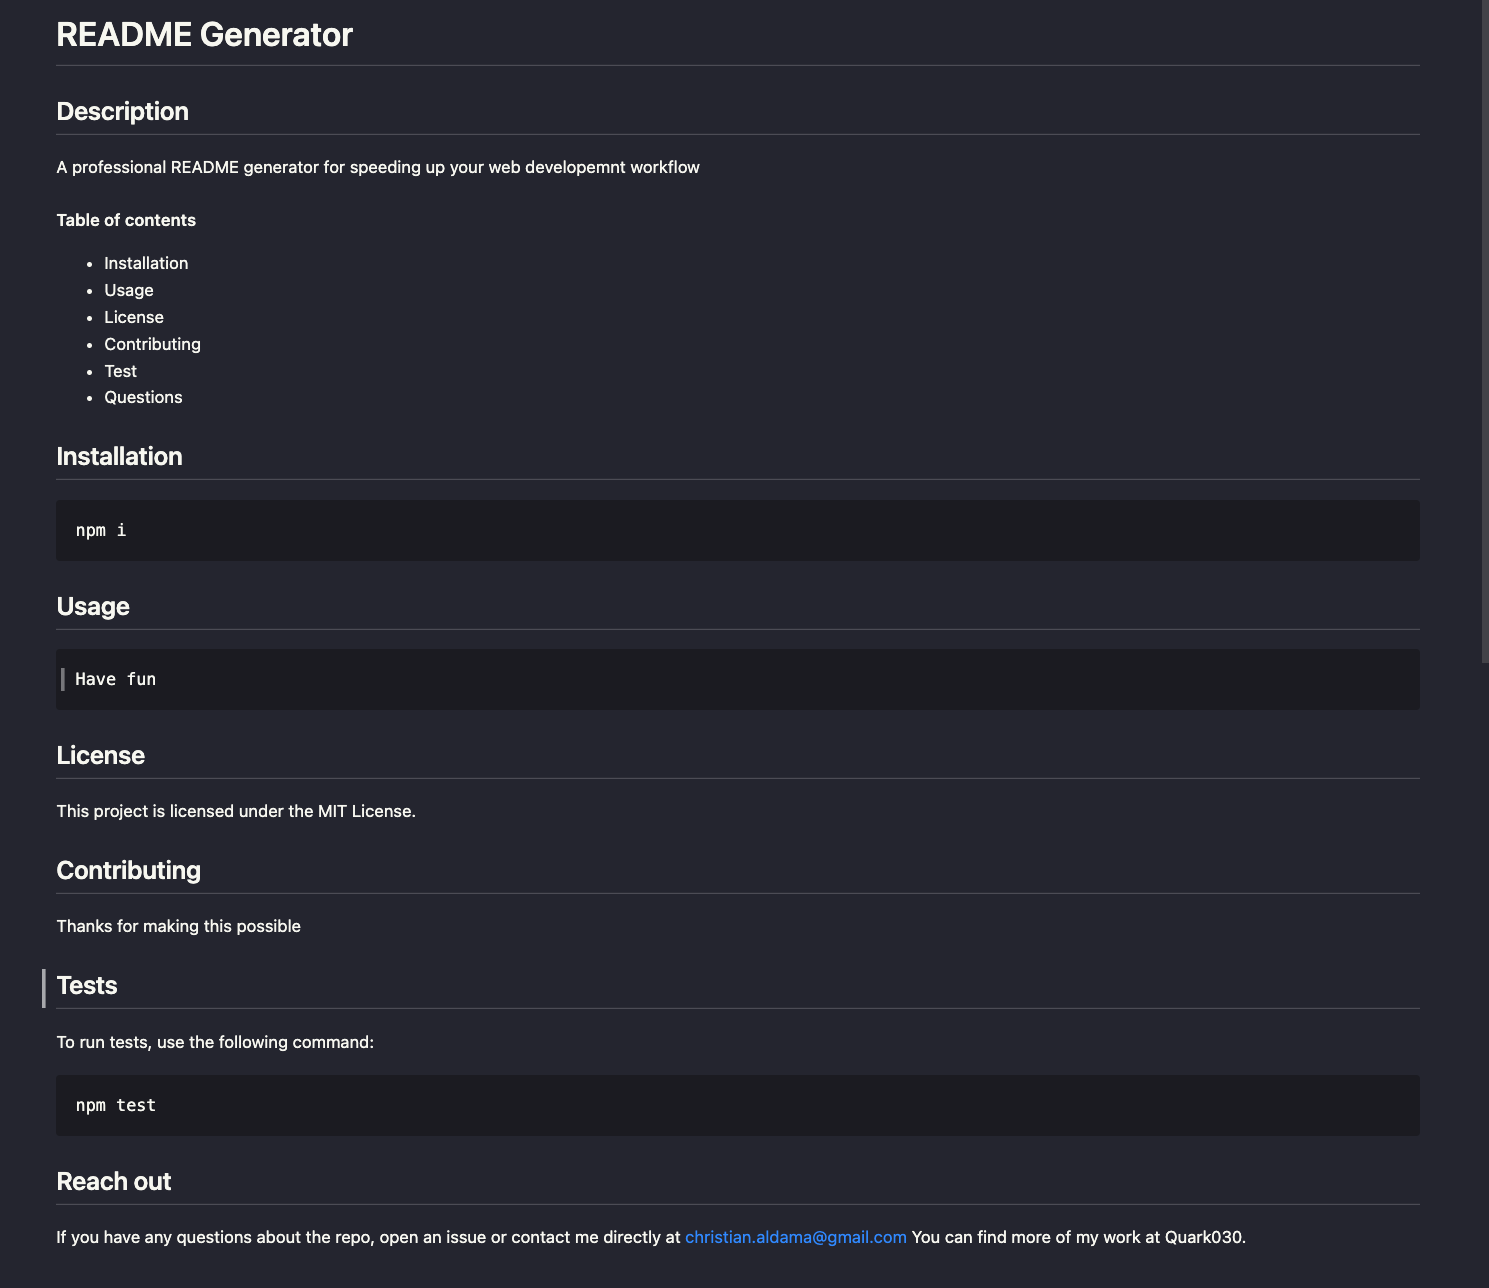 README Generator
Description
A professional README generator for speeding up your web developemnt workflow
Table of contents
Installation
Usage
License
Contributing
Test
Questions
Installation
npm i
Usage
Have fun
License
This project is licensed under the MIT License.
Contributing
Thanks for making this possible
Tests
To run tests, use the following command:
npm test
Reach out
If you have any questions about the repo, open an issue or contact me directly at christian.aldama@gmail.com You can find more of my work at Quark030.